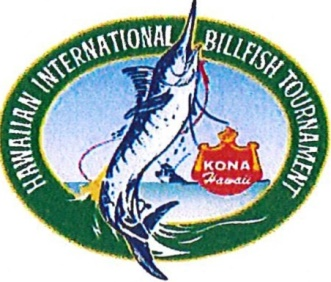 HAWAIIAN INTERNATIONAL BILLFISH TOURNAMENT
KONA
Hawaii